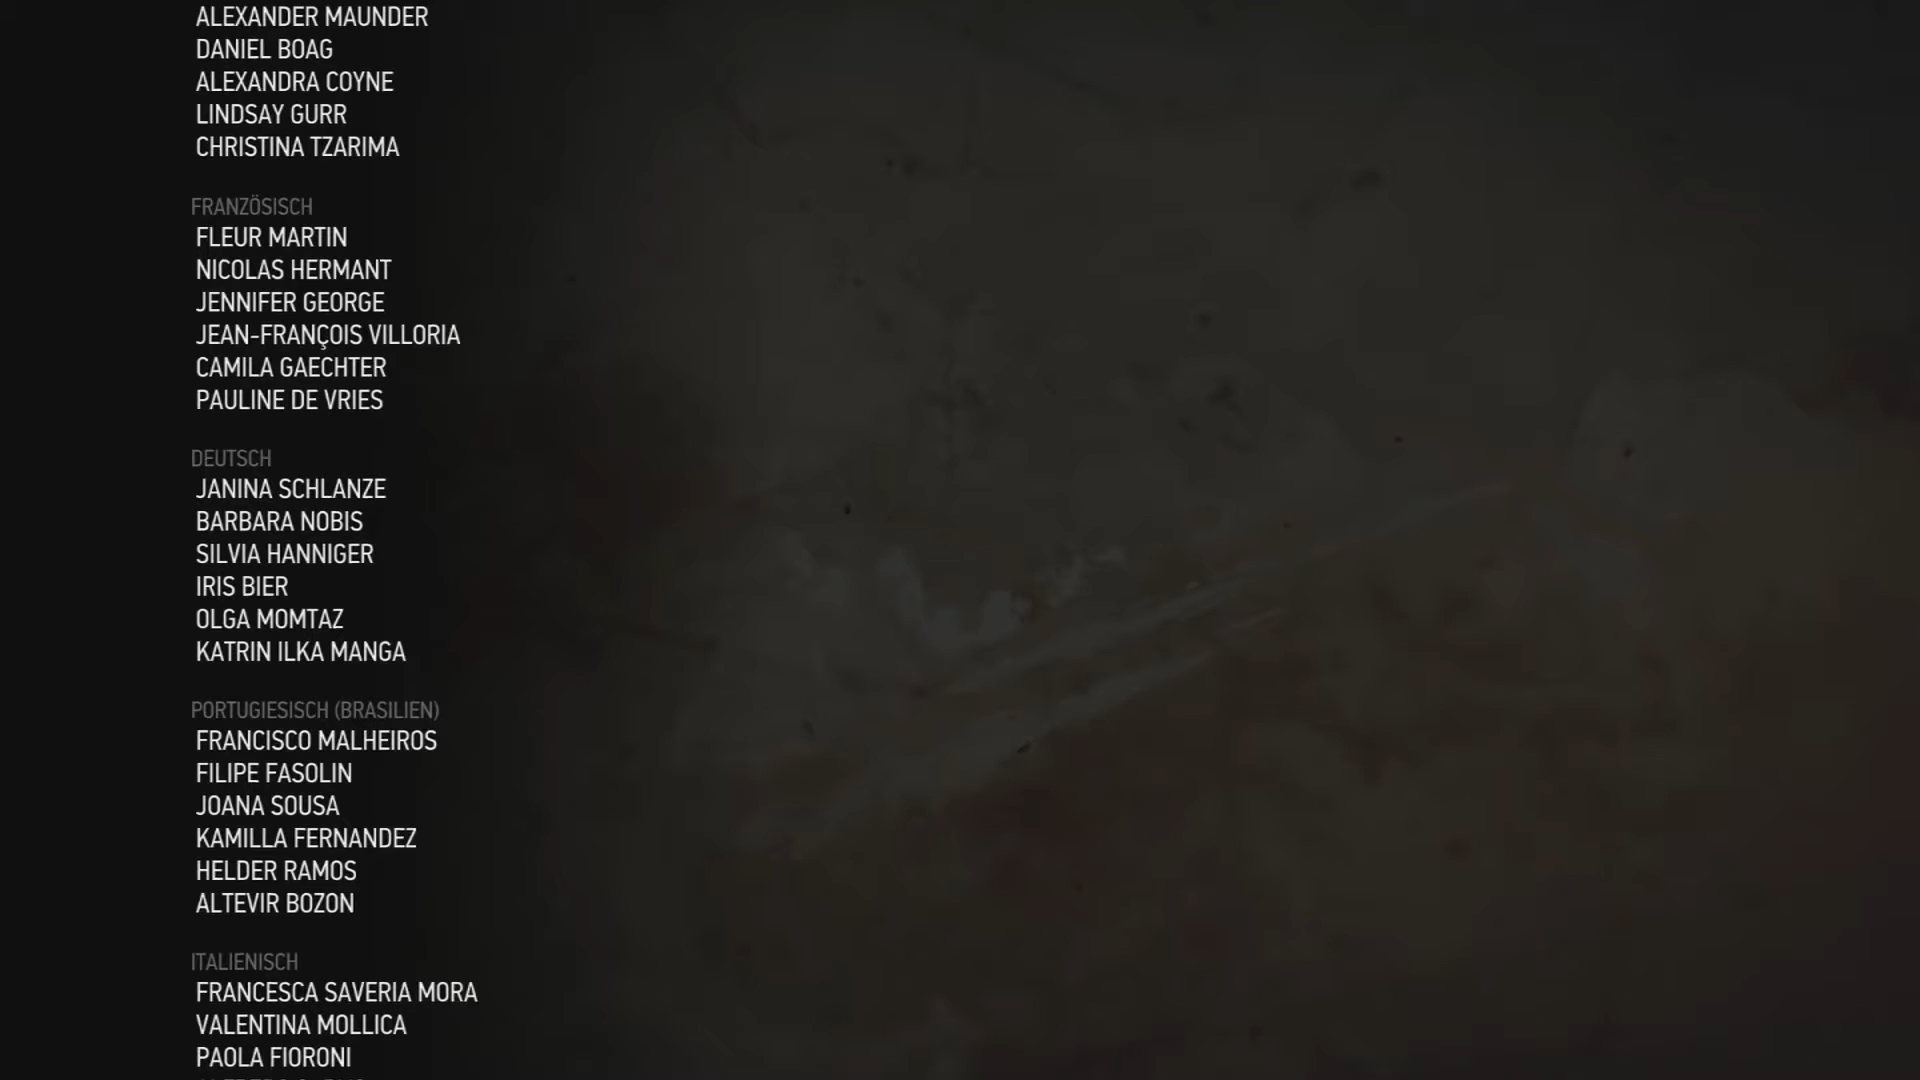 ALEXANDER MAUNDER
DANIEL BOAG
ALEXANDRA COYNE
LINDSAY GURR
CHRISTINA TZARIMA
FRANZÖSISCH
FLEUR MARTIN
NICOLAS HERMANT
JENNIFER GEORGE
JEAN-FRANÇOIS VILLORIA
CAMILA GAECHTER
PAULINE DE VRIES
DEUTSCH
JANINA SCHLANZE
BARBARA NOBIS
SILVIA HANNIGER
IRIS BIER
OLGA MOMTAZ
KATRIN ILKA MANGA
PORTUGIESISCH (BRASILIEN)
FRANCISCO MALHEIROS
FILIPE FASOLIN
JOANA SOUSA
KAMILLA FERNANDEZ
HELDER RAMOS
ALTEVIR BOZON
ITALIENISCH
FRANCESCA SAVERIA MORA
VALENTINA MOLLICA
PAOLA FIORONI